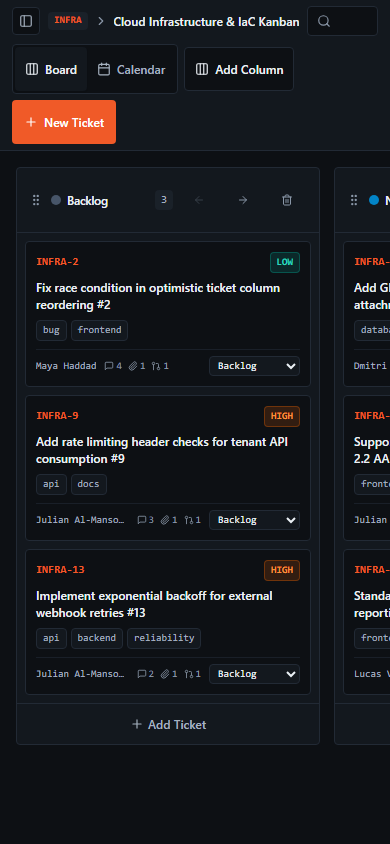 INFRA Cloud Infrastructure & IaC Kanban
Board Calendar Add Column
New Ticket
Backlog 3
INFRA-2 LOW
Fix race condition in optimistic ticket column
reordering #2
bug frontend
Maya Haddad 4 1 1 Backlog
INFRA-9 HIGH
Add rate limiting header checks for tenant API
consumption #9
api docs
Julian Al-Manso… 3 1 1 Backlog
INFRA-13 HIGH
Implement exponential backoff for external
webhook retries #13
api backend reliability
Julian Al-Manso… 2 1 1 Backlog
Add Ticket
N
INFRA-
Add
attach
datab
Dmitri
INFRA-
Suppo
2.2 AA
fronte
Julian
INFRA-
Standa
reporti
fronte
Lucas V